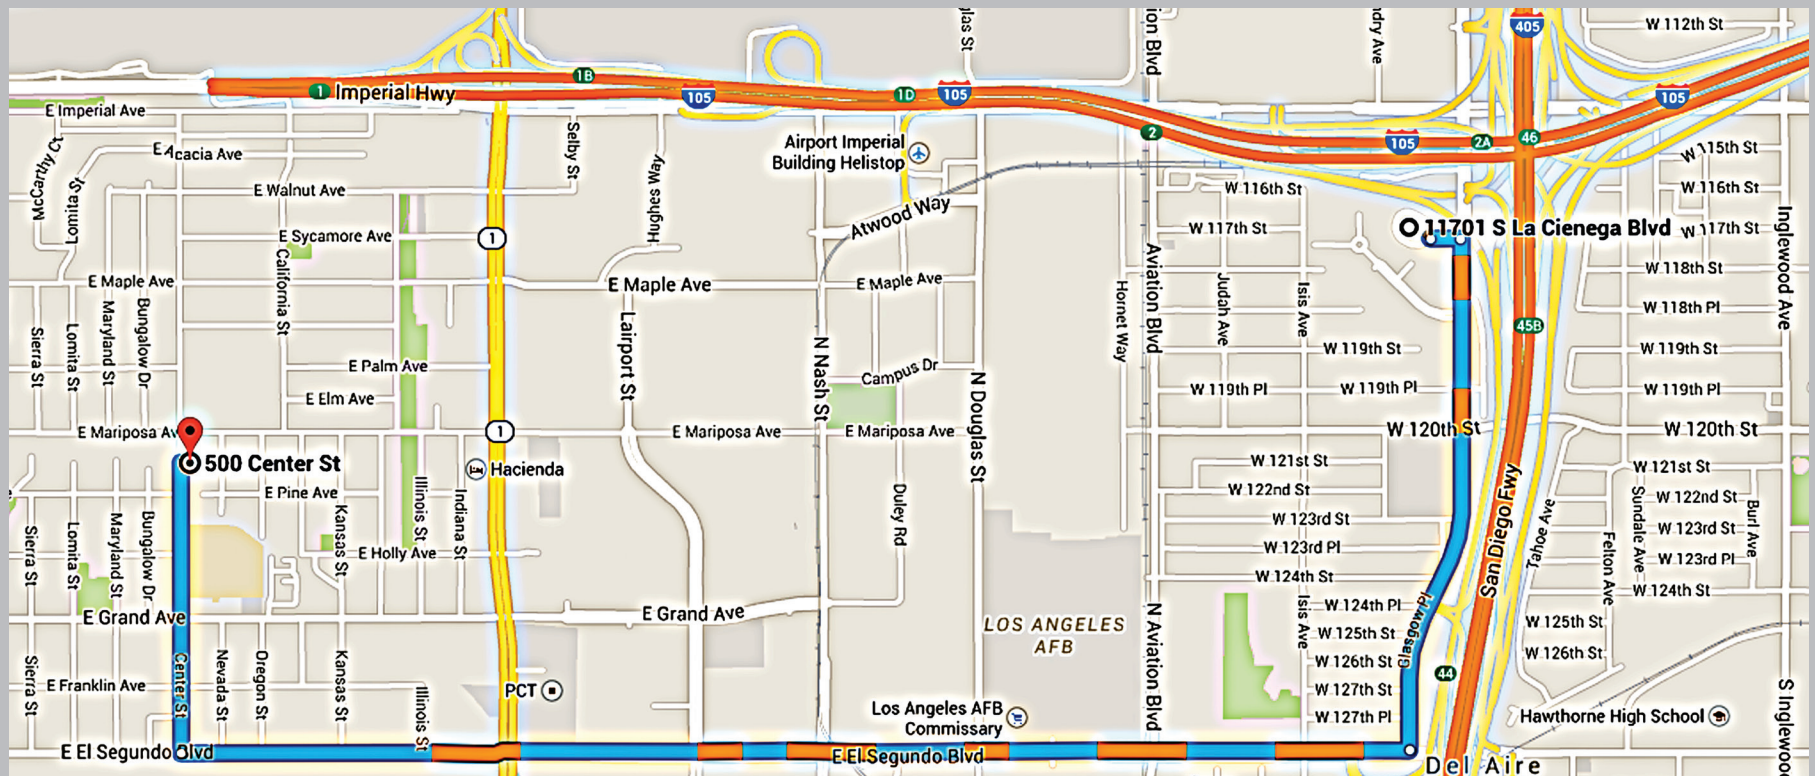 405
W 112th St
ndry Ave
glas St
ion Blvd
1
Imperial Hwy
1B
105
1D
105
105
E Imperial Ave
McCarthy Ct
E Acacia Ave
Selby St
Airport Imperial
Building Helistop
2
105
2A
46
W 115th St
E Walnut Ave
Lomita St
Hughes Way
W 116th St
W 116th St
Atwood Way
E Sycamore Ave
1
W 117th St
11701 S La Cienega Blvd
W 117th St
Inglewood Ave
California St
E Maple Ave
E Maple Ave
E Maple Ave
Aviation Blvd
W 118th St
Sierra St
Lomita St
Maryland St
Bungalow Dr
Lairport St
N Nash St
Hornet Way
Judah Ave
Isis Ave
W 118th Pl
45B
W 119th St
W 119th St
E Palm Ave
Campus Dr
N Douglas St
W 119th Pl
W 119th Pl
W 119th Pl
E Elm Ave
E Mariposa Av
1
E Mariposa Ave
E Mariposa Ave
W 120th St
W 120th St
500 Center St
Hacienda
W 121st St
W 121st St
E Pine Ave
Illinois St
Indiana St
Duley Rd
W 122nd St
W 122nd St
San Diego Fwy
Tahoe Ave
Sundale Ave
Burl Ave
W 123rd St
W 123rd St
Sierra St
Lomita St
Maryland St
Bungalow Dr
Kansas St
E Holly Ave
W 123rd Pl
Felton Ave
W 123rd Pl
W 124th St
W 124th St
E Grand Ave
E Grand Ave
LOS ANGELES
AFB
N Aviation Blvd
Isis Ave
W 124th Pl
Glasgow Pl
W 125th St
W 125th St
W 126th St
W 126th St
Sierra St
E Franklin Ave
Center St
Nevada St
Oregon St
Kansas St
Illinois St
PCT
44
W 127th St
S Inglewoo
Los Angeles AFB
Commissary
W 127th Pl
Hawthorne High School
E El Segundo Blvd
E El Segundo Blvd
Del Aire